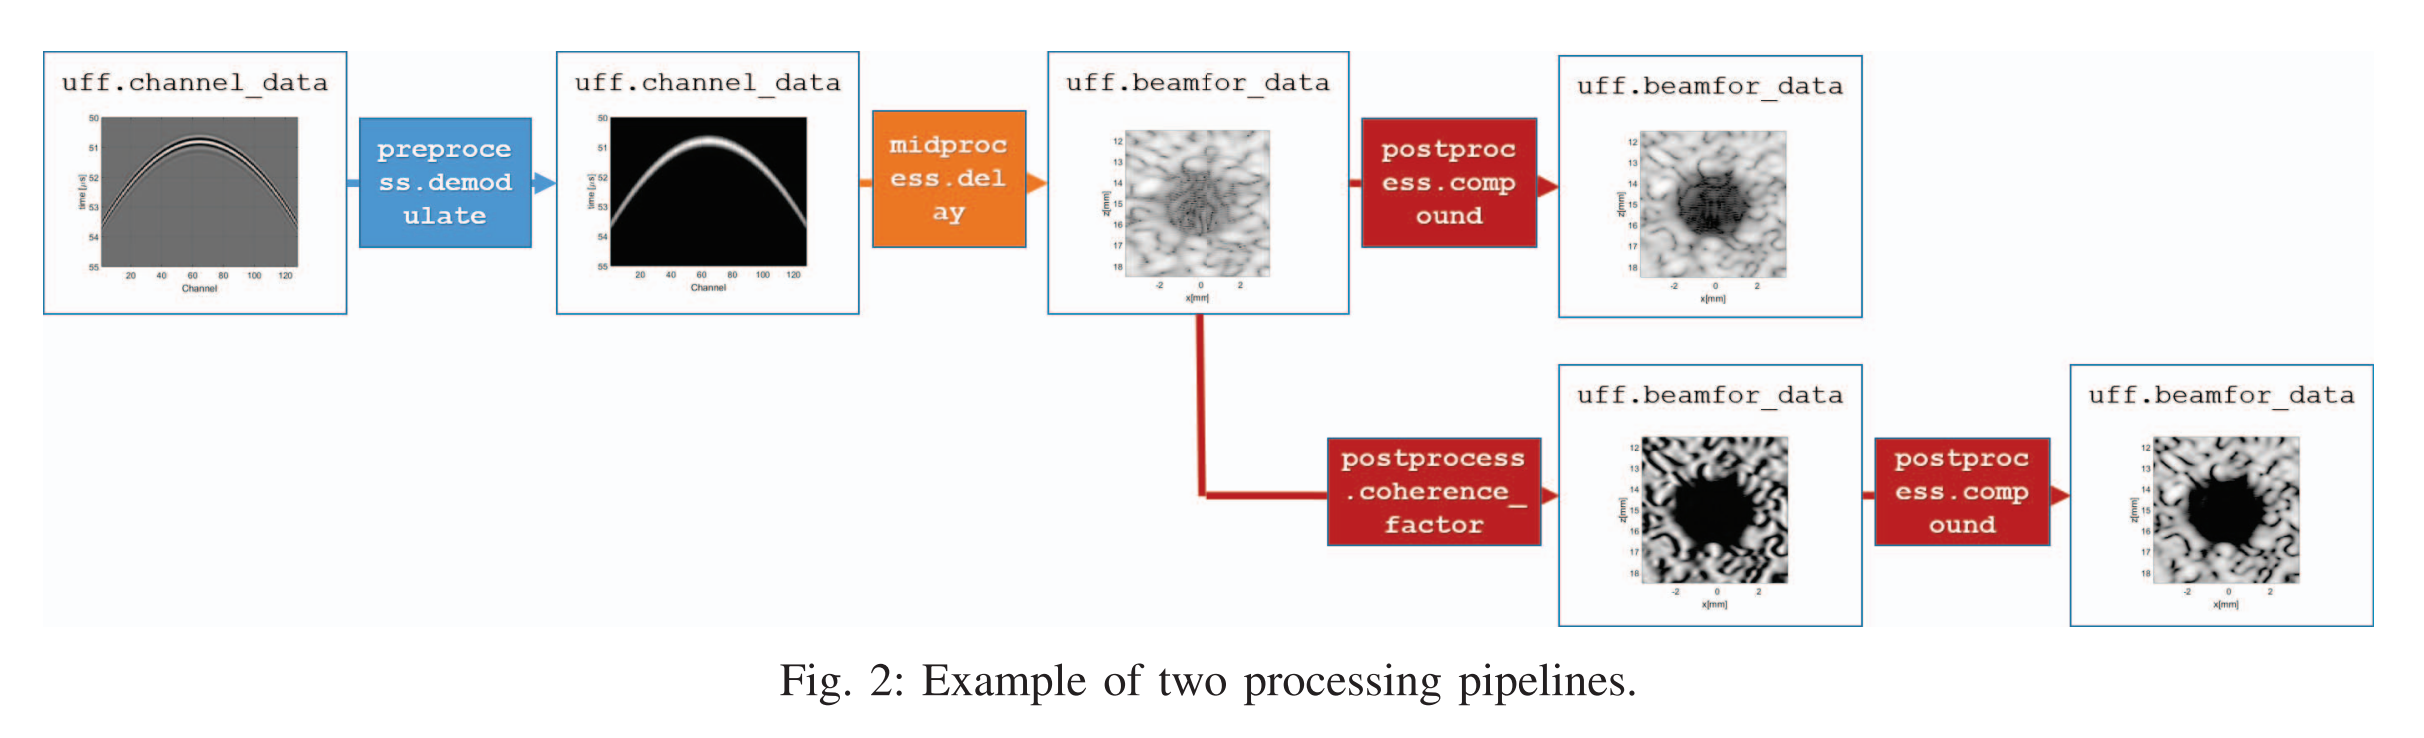 uff.channel_data
50
51
52
53
54
55
time [μs]
20 40 60 80 100 120
Channel
preproce
ss.demod
ulate
uff.channel_data
50
51
52
53
54
55
time [μs]
20 40 60 80 100 120
Channel
midproc
ess.del
ay
uff.beamfor_data
12
13
14
15
16
17
18
z[mm]
-2 0 2
x[mm]
postproc
ess.comp
ound
uff.beamfor_data
12
13
14
15
16
17
18
z[mm]
-2 0 2
x[mm]
postprocess
.coherence_
factor
uff.beamfor_data
12
13
14
15
16
17
18
z[mm]
-2 0 2
x[mm]
postproc
ess.comp
ound
uff.beamfor_data
12
13
14
15
16
17
18
z[mm]
-2 0 2
x[mm]
Fig. 2: Example of two processing pipelines.